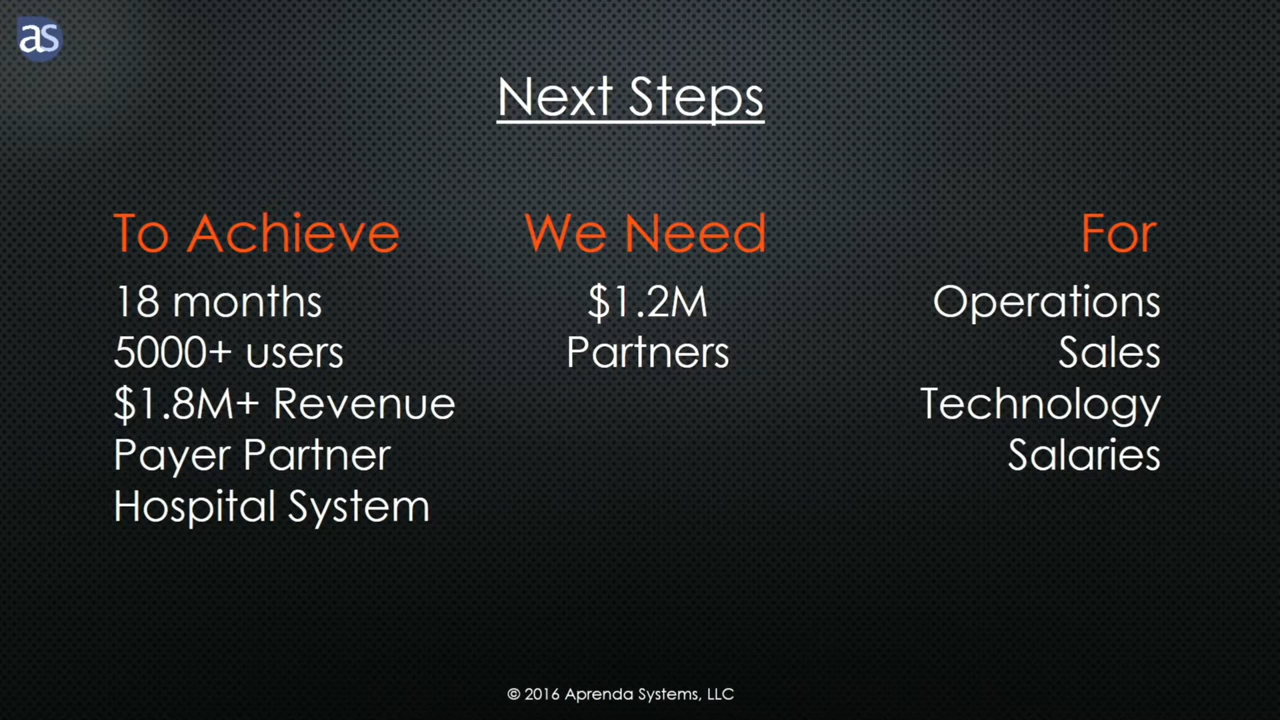 as
Next Steps
To Achieve
18 months
5000+ users
$1.8M+ Revenue
Payer Partner
Hospital System
We Need
$1.2M
Partners
For
Operations
Sales
Technology
Salaries
© 2016 Aprenda Systems, LLC